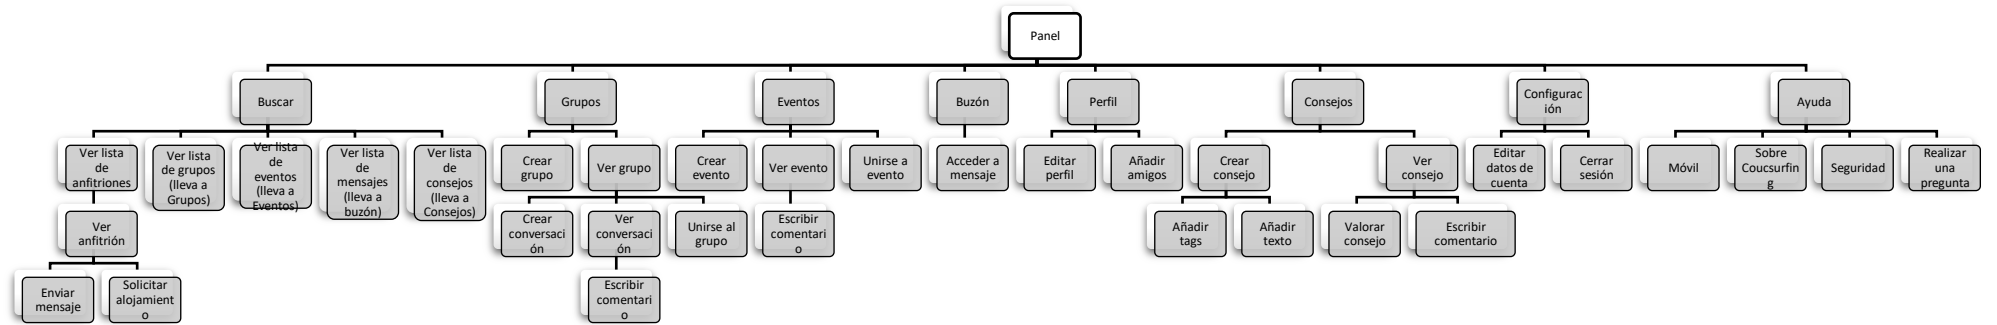 Panel
Buscar
Grupos
Eventos
Buzón
Perfil
Consejos
Configurac
ión
Ayuda
Ver lista
de
anfitriones
Ver lista
de grupos
(lleva a
Grupos)
Ver lista
de
eventos
(lleva a
Eventos)
Ver lista
de
mensajes
(lleva a
buzón)
Ver lista
de
consejos
(lleva a
Consejos)
Crear
grupo
Ver grupo
Crear
evento
Ver evento
Unirse a
evento
Acceder a
mensaje
Editar
perfil
Añadir
amigos
Crear
consejo
Ver
consejo
Editar
datos de
cuenta
Cerrar
sesión
Móvil
Sobre
Coucsurfin
g
Seguridad
Realizar
una
pregunta
Ver
anfitrión
Crear
conversaci
ón
Ver
conversaci
ón
Unirse al
grupo
Escribir
comentari
o
Añadir
tags
Añadir
texto
Valorar
consejo
Escribir
comentario
Enviar
mensaje
Solicitar
alojamient
o
Escribir
comentari
o